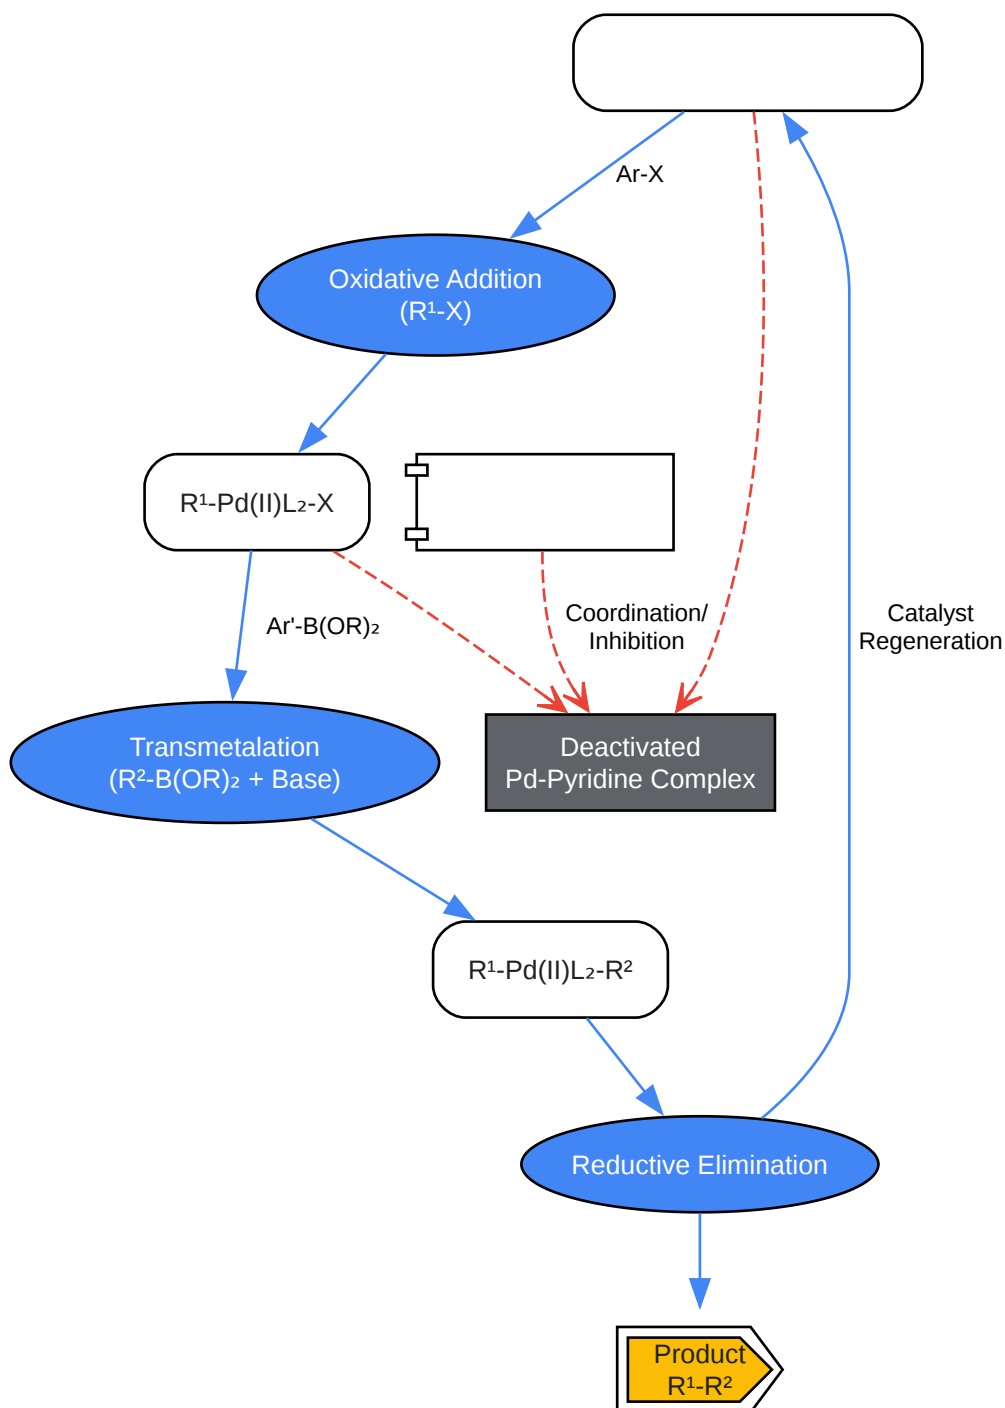 Ar-X
Oxidative Addition
(R¹-X)
R¹-Pd(II)L₂-X
Ar'-B(OR)₂
Coordination/
Inhibition
Catalyst
Regeneration
Transmetalation
(R²-B(OR)₂ + Base)
Deactivated
Pd-Pyridine Complex
R¹-Pd(II)L₂-R²
Reductive Elimination
Product
R¹-R²